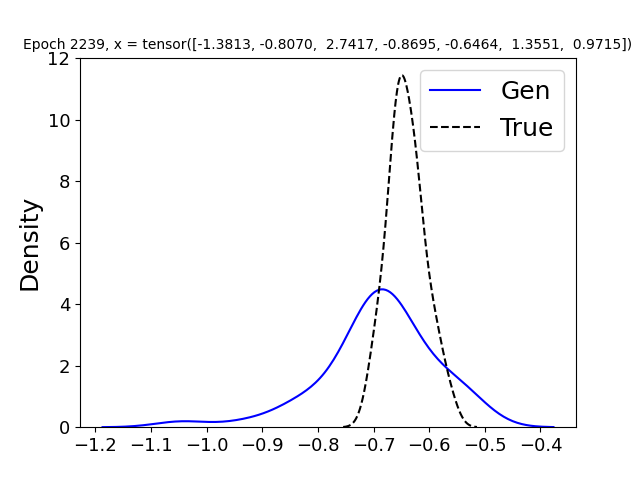 Epoch 2239, x = tensor([-1.3813, -0.8070,  2.7417, -0.8695, -0.6464,  1.3551,  0.9715])
Gen
True
Density
12
10
8
6
4
2
0
−1.2 −1.1 −1.0 −0.9 −0.8 −0.7 −0.6 −0.5 −0.4